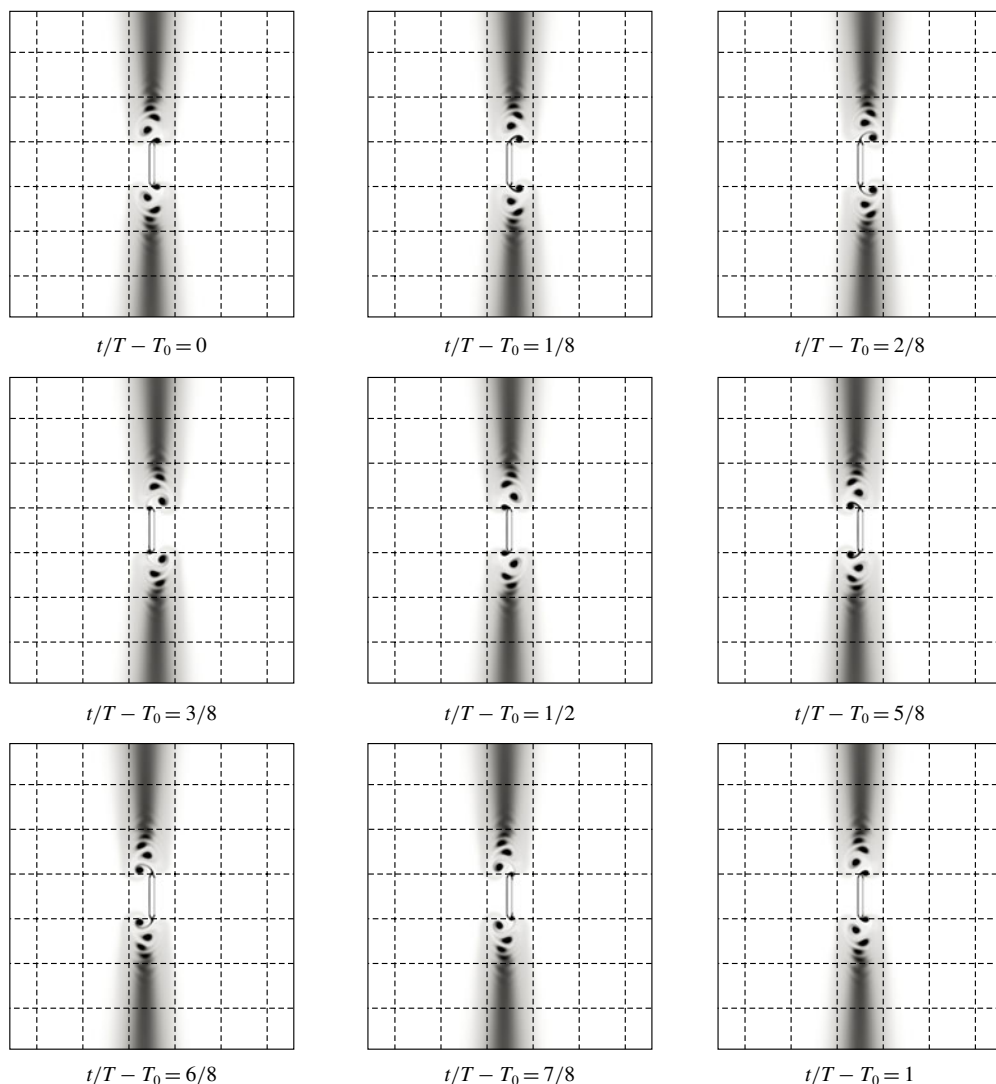 t/T − T₀ = 0
t/T − T₀ = 1/8
t/T − T₀ = 2/8
t/T − T₀ = 3/8
t/T − T₀ = 1/2
t/T − T₀ = 5/8
t/T − T₀ = 6/8
t/T − T₀ = 7/8
t/T − T₀ = 1